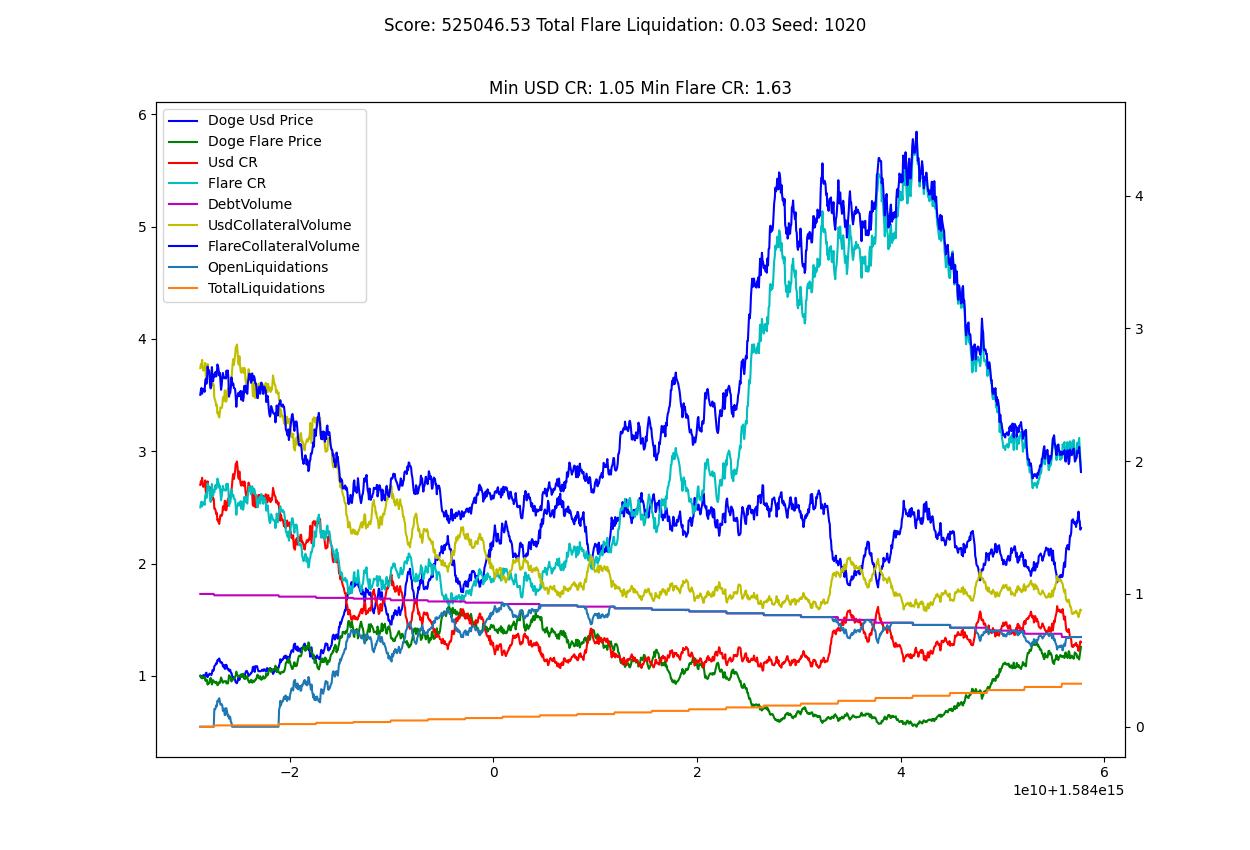 Score: 525046.53 Total Flare Liquidation: 0.03 Seed: 1020
Min USD CR: 1.05 Min Flare CR: 1.63
Doge Usd Price
Doge Flare Price
Usd CR
Flare CR
DebtVolume
UsdCollateralVolume
FlareCollateralVolume
OpenLiquidations
TotalLiquidations
6
5
4
3
2
1
4
3
2
1
0
−2
0
2
4
6
1e10+1.584e15